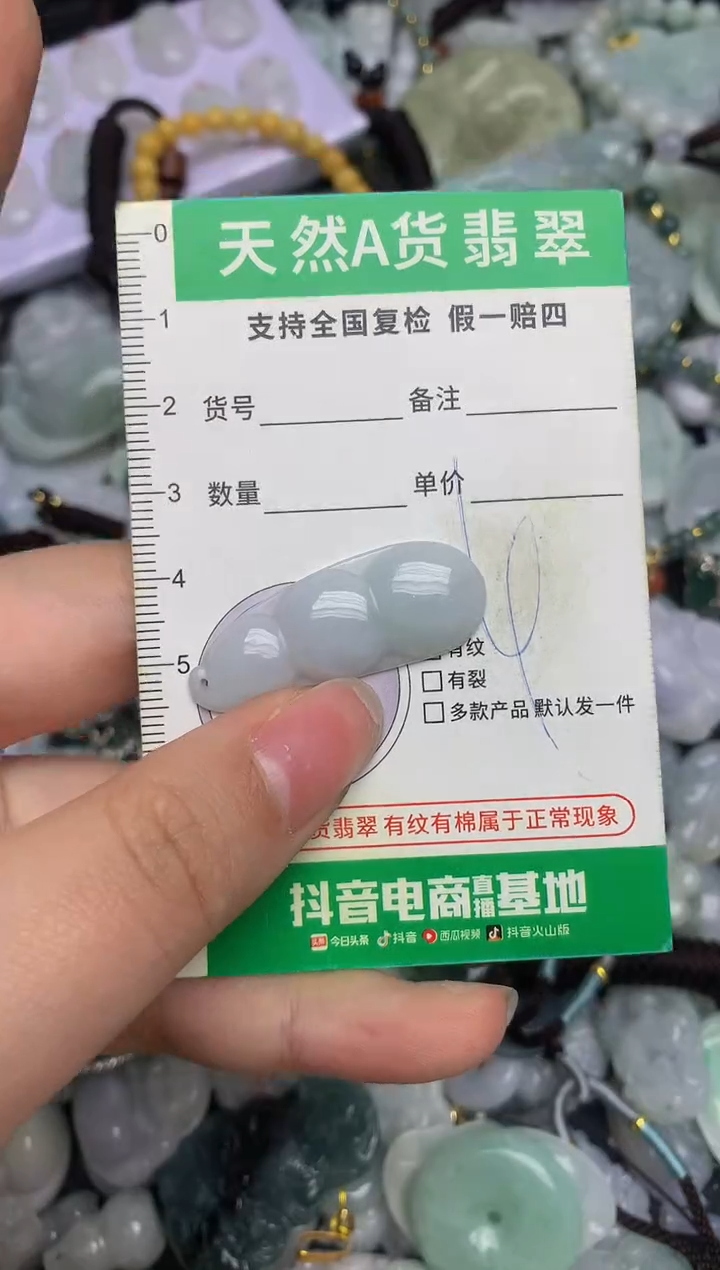 天然A货翡翠
支持全国复检 假一赔四
货号 备注
数量 单价
有纹
有裂
多款产品默认发一件
货翡翠 有纹有棉属于正常现象
抖音电商直播基地
头条 今日头条 抖音 西瓜视频 抖音火山版
0
1
2
3
4
5